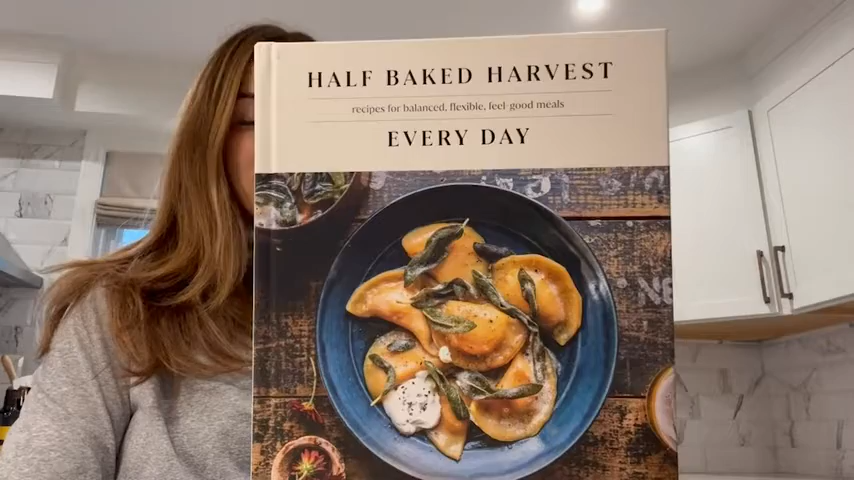 HALF BAKED HARVEST
recipes for balanced, flexible, feel-good meals
EVERY DAY